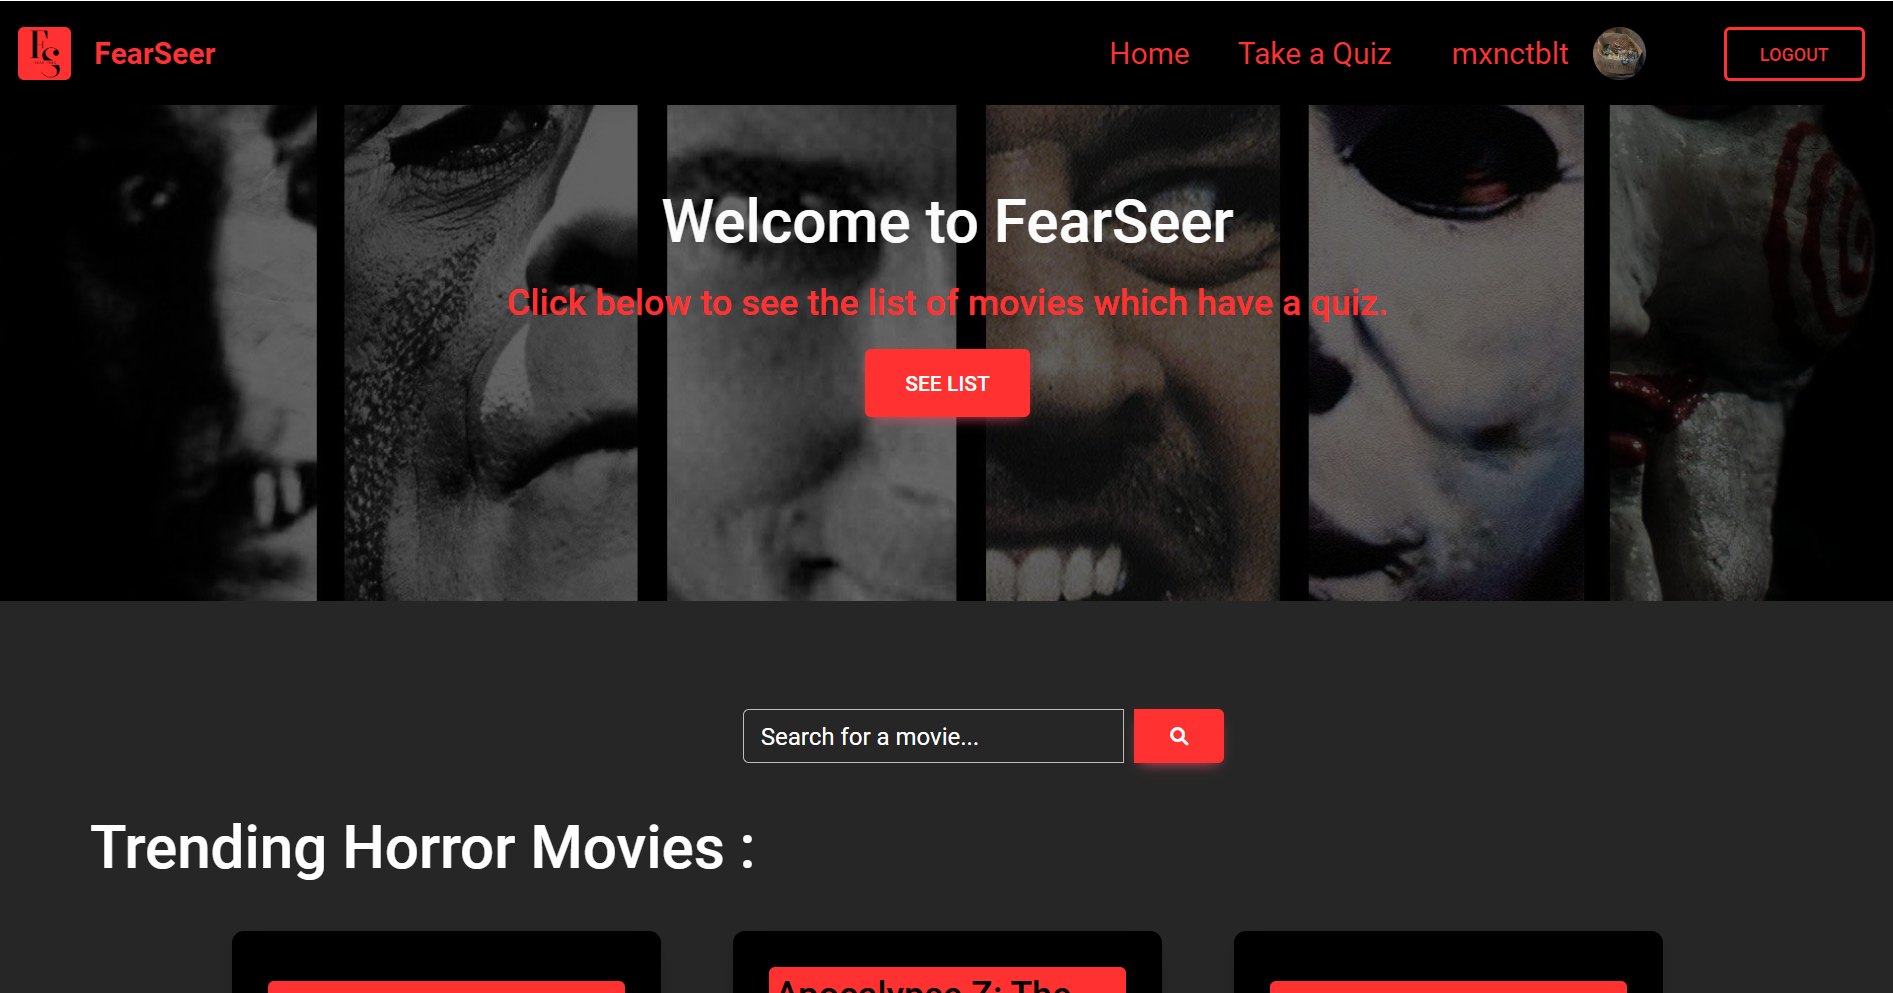 FS
FearSeer
Home
Take a Quiz
mxnctblt
LOGOUT
Welcome to FearSeer
Click below to see the list of movies which have a quiz.
SEE LIST
Search for a movie...
Trending Horror Movies :
Apocalypse Z: The